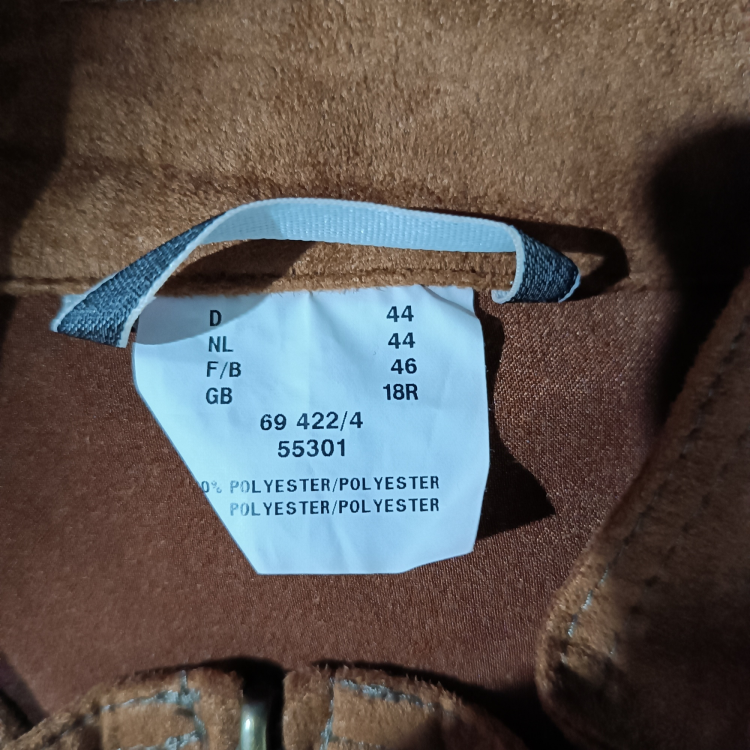 D 44
NL 44
F/B 46
GB 18R
69 422/4
55301
0% POLYESTER/POLYESTER
POLYESTER/POLYESTER